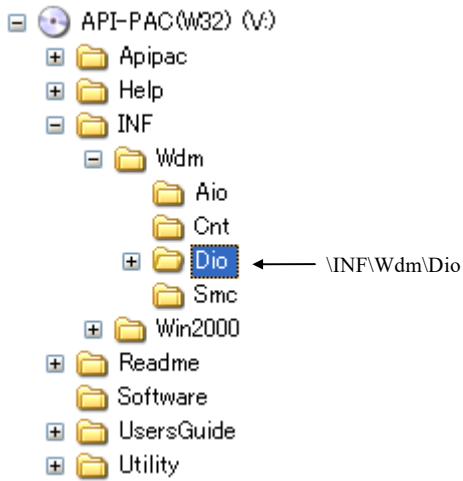 API-PAC(W32) (V:)
Apipac
Help
INF
Wdm
Aio
Cnt
Dio
\INF\Wdm\Dio
Smc
Win2000
Readme
Software
UsersGuide
Utility